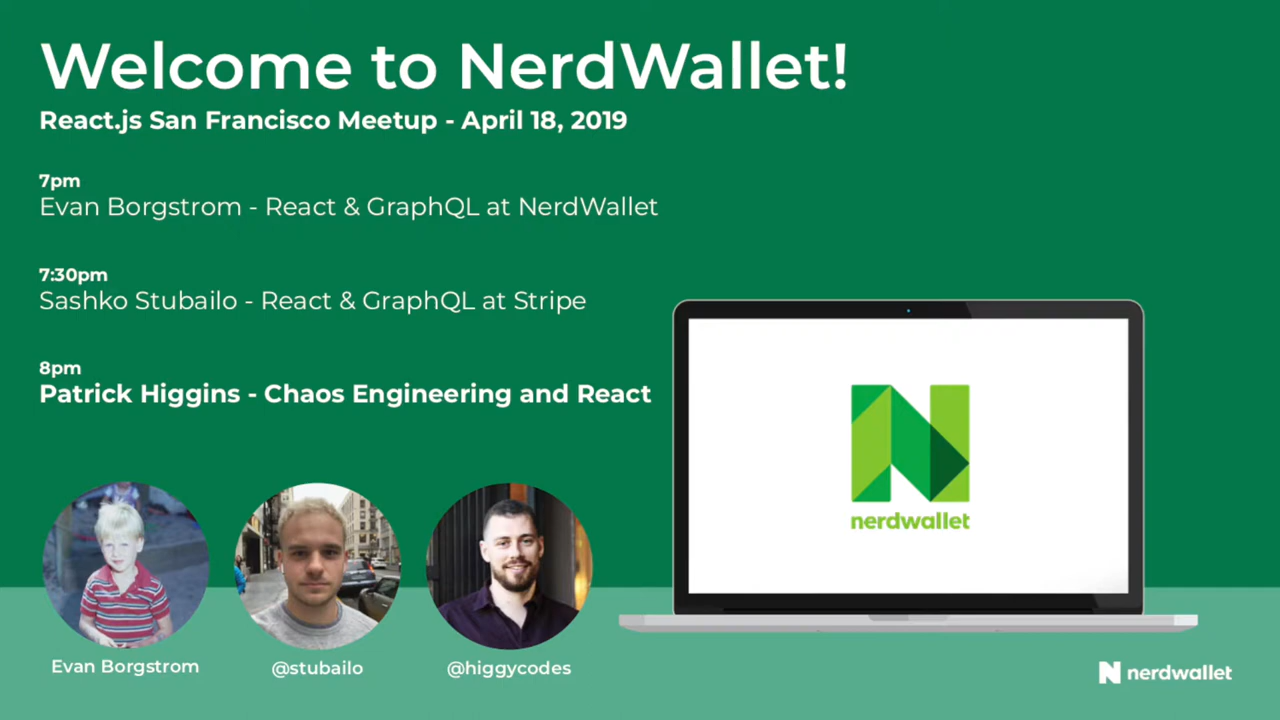 Welcome to NerdWallet!
React.js San Francisco Meetup - April 18, 2019
7pm
Evan Borgstrom - React & GraphQL at NerdWallet
7:30pm
Sashko Stubailo - React & GraphQL at Stripe
8pm
Patrick Higgins - Chaos Engineering and React
nerdwallet
Evan Borgstrom
@stubailo
@higgycodes
nerdwallet